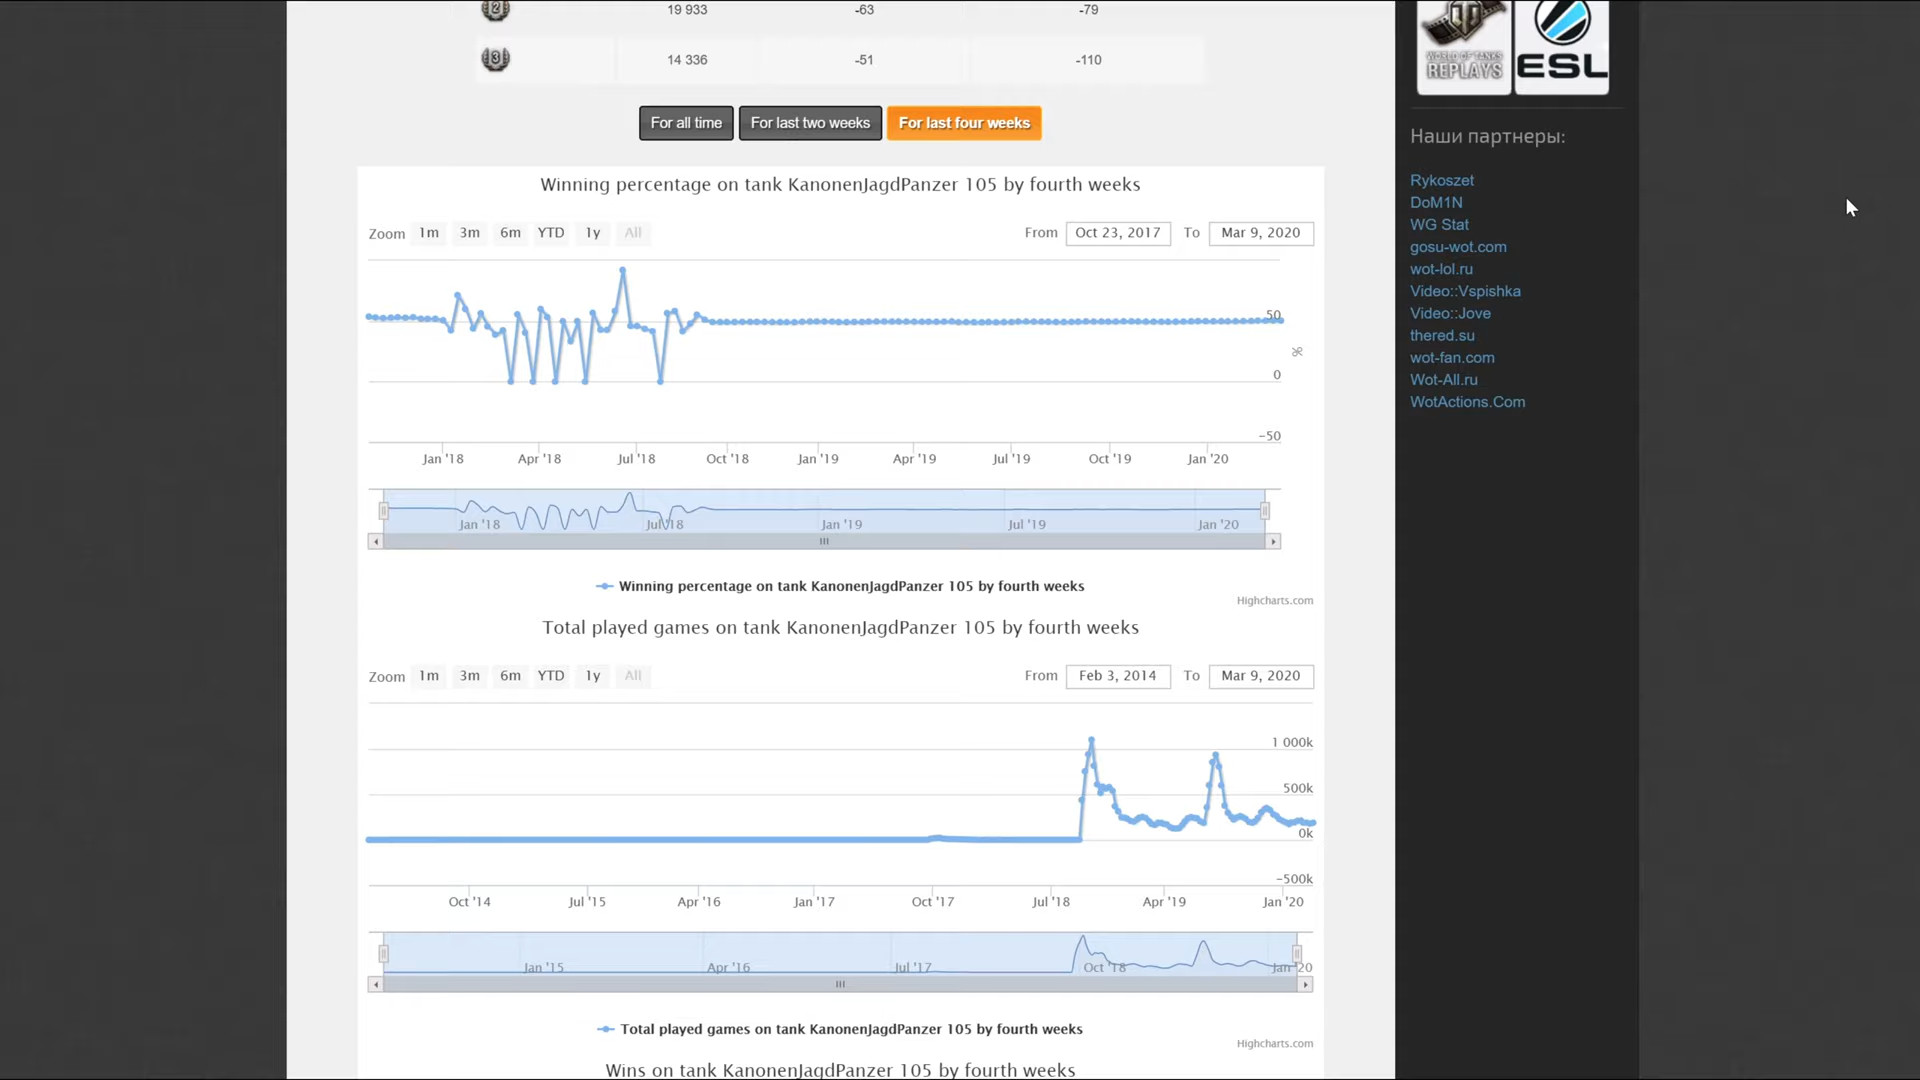 2 19 933 -63 -79
3 14 336 -51 -110
For all time For last two weeks For last four weeks
Winning percentage on tank KanonenJagdPanzer 105 by fourth weeks
Zoom 1m 3m 6m YTD 1y All From Oct 23, 2017 To Mar 9, 2020
50
%
0
-50
Jan '18 Apr '18 Jul '18 Oct '18 Jan '19 Apr '19 Jul '19 Oct '19 Jan '20
Jan '18 Jul '18 Jan '19 Jul '19 Jan '20
Winning percentage on tank KanonenJagdPanzer 105 by fourth weeks
Highcharts.com
Total played games on tank KanonenJagdPanzer 105 by fourth weeks
Zoom 1m 3m 6m YTD 1y All From Feb 3, 2014 To Mar 9, 2020
1 000k
500k
0k
-500k
Oct '14 Jul '15 Apr '16 Jan '17 Oct '17 Jul '18 Apr '19 Jan '20
Jan '15 Apr '16 Jul '17 Oct '18 Jan '20
Total played games on tank KanonenJagdPanzer 105 by fourth weeks
Highcharts.com
Wins on tank KanonenJagdPanzer 105 by fourth weeks
WORLD OF TANKS
REPLAYS
ESL
Наши партнеры:
Rykoszet
DoM1N
WG Stat
gosu-wot.com
wot-lol.ru
Video::Vspishka
Video::Jove
thered.su
wot-fan.com
Wot-All.ru
WotActions.Com